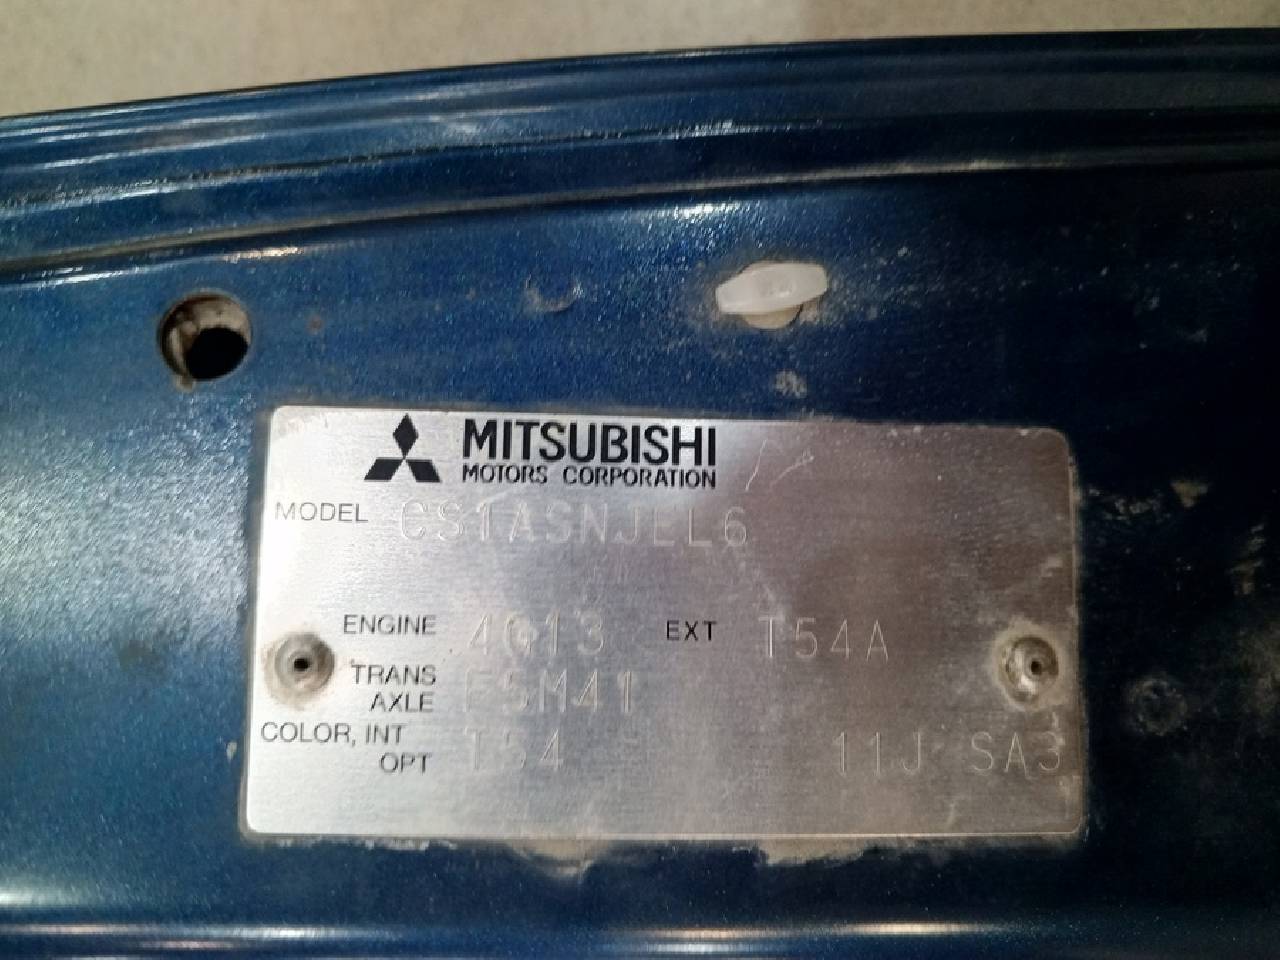 MITSUBISHI
MOTORS CORPORATION
MODEL CS1ASNJEL6
ENGINE 4G13 EXT T54A
TRANS
AXLE F5M41
COLOR, INT
OPT T54 11J SA3